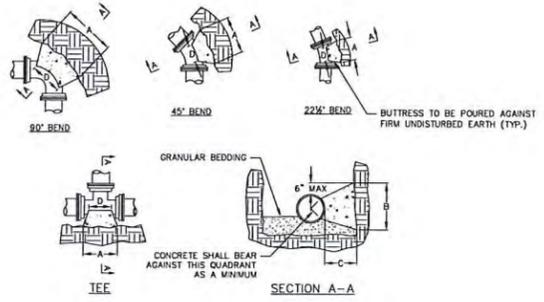 A
A
D
A
90° BEND
A
A
D
A
45° BEND
A
A
D
A
22½° BEND
BUTTRESS TO BE POURED AGAINST
FIRM UNDISTURBED EARTH (TYP.)
A
D
A
A
TEE
GRANULAR BEDDING
6" MAX
B
C
CONCRETE SHALL BEAR
AGAINST THIS QUADRANT
AS A MINIMUM
SECTION A-A